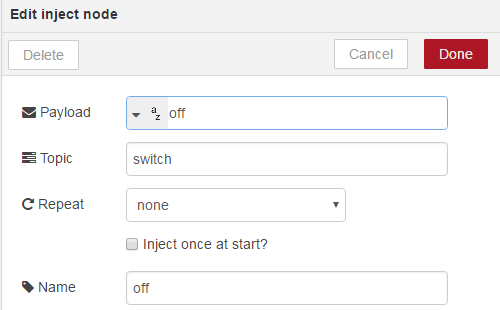 Edit inject node
Delete Cancel Done
Payload az off
Topic switch
Repeat none
Inject once at start?
Name off